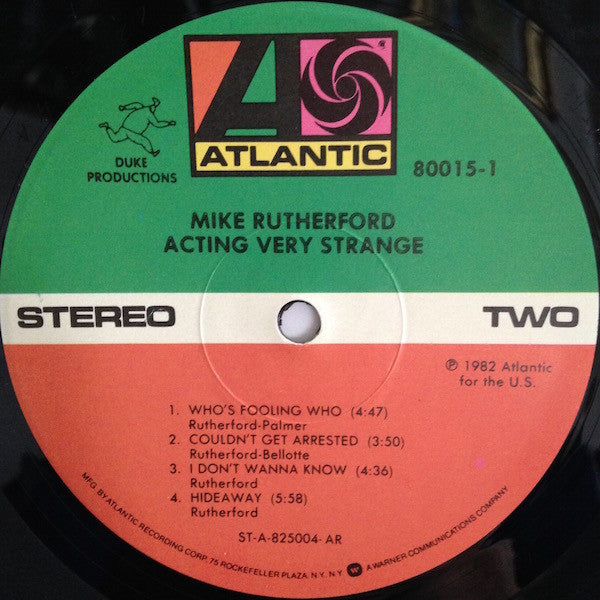 DUKE
PRODUCTIONS
ATLANTIC
80015-1
MIKE RUTHERFORD
ACTING VERY STRANGE
STEREO
TWO
℗ 1982 Atlantic
for the U.S.
1. WHO'S FOOLING WHO (4:47)
Rutherford-Palmer
2. COULDN'T GET ARRESTED (3:50)
Rutherford-Bellotte
3. I DON'T WANNA KNOW (4:36)
Rutherford
4. HIDEAWAY (5:58)
Rutherford
ST-A-825004-AR
MFG. BY ATLANTIC RECORDING CORP. 75 ROCKEFELLER PLAZA, N.Y. N.Y. A WARNER COMMUNICATIONS COMPANY